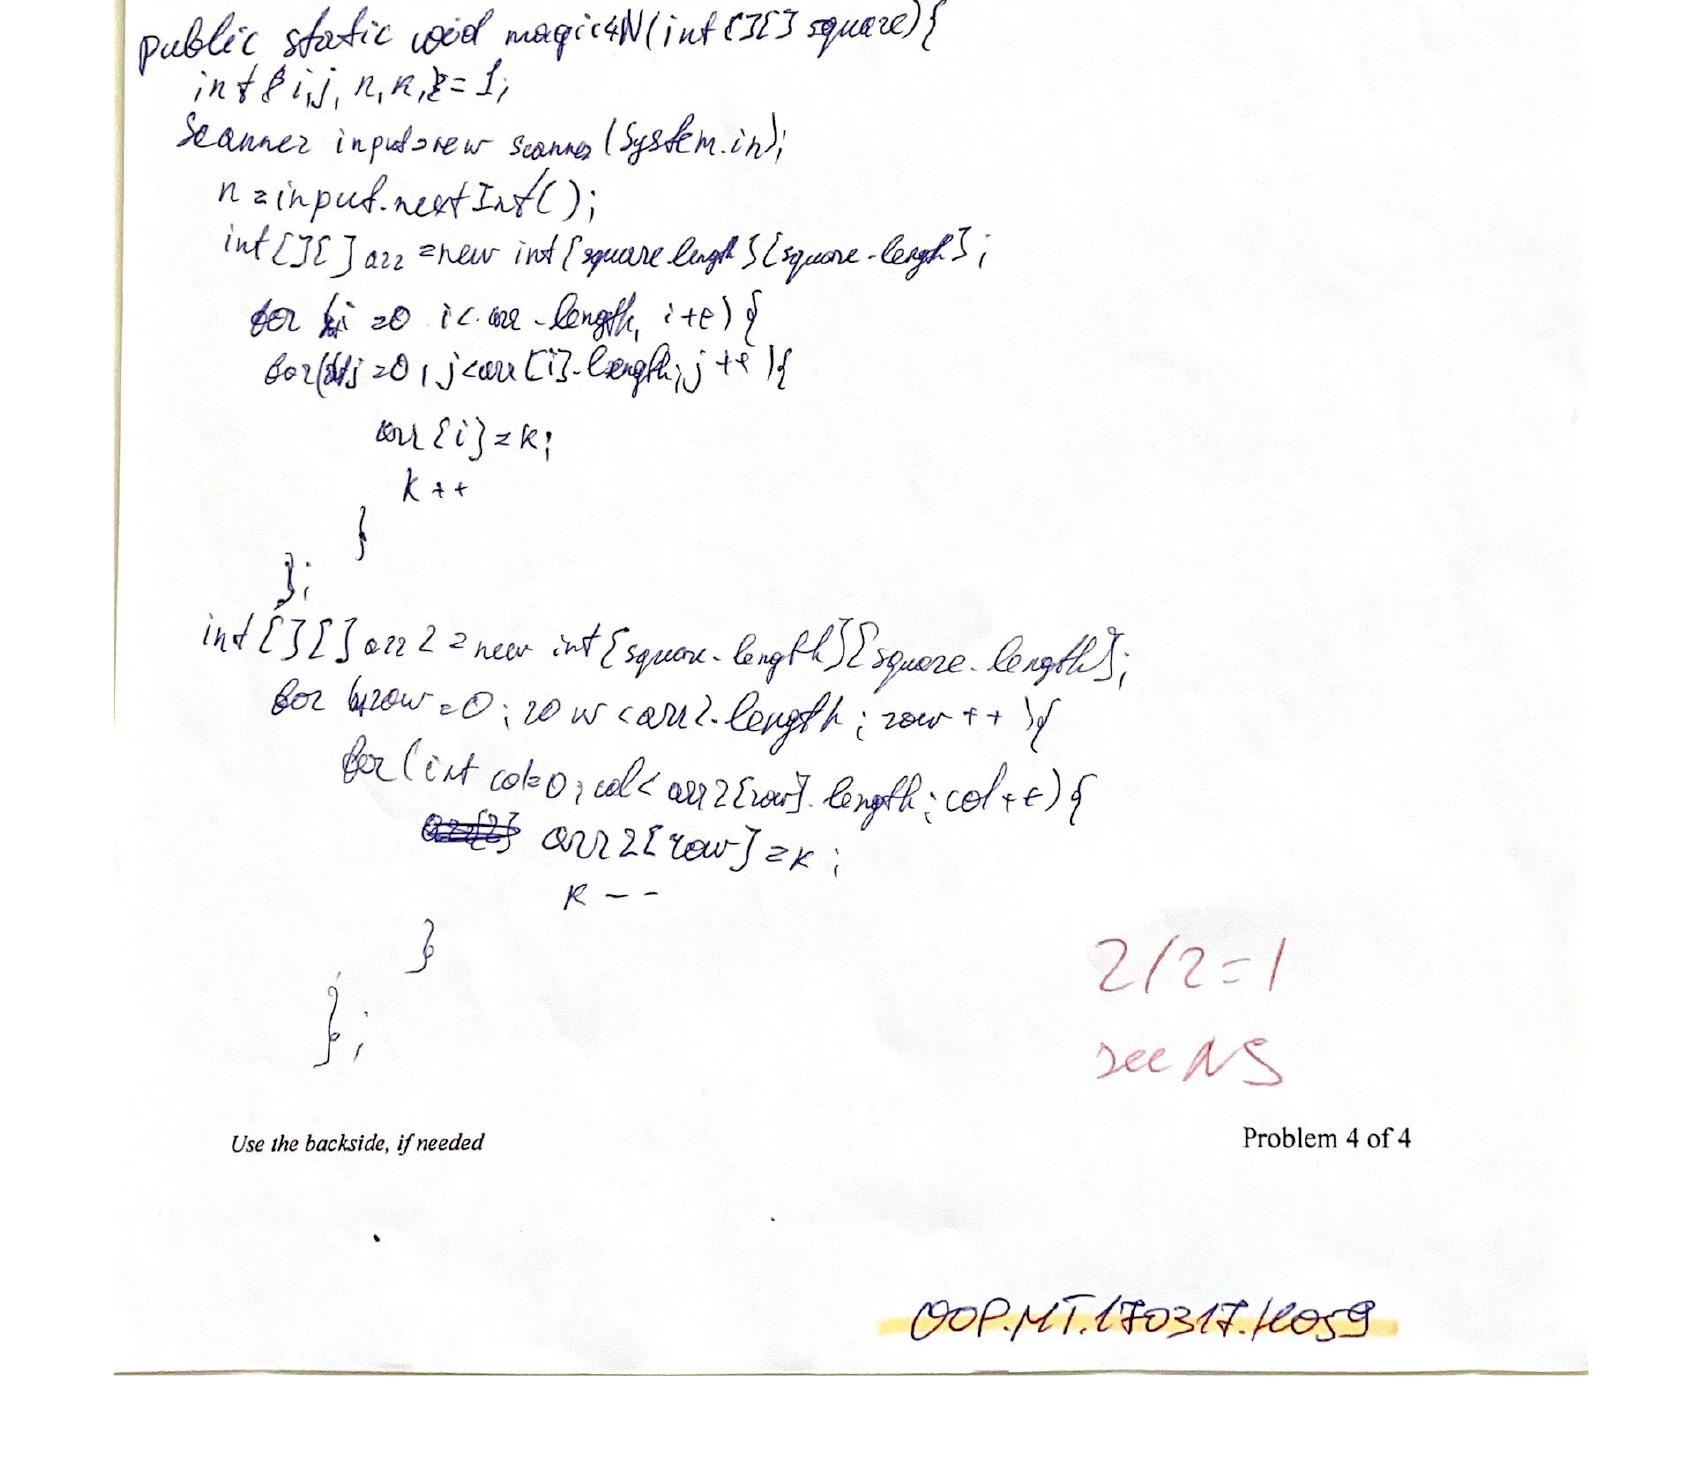 public static void magic4N(int[][] square){
int i,j, n, k, = 1;
Scanner input = new scanner (System.in);
n = input.nextInt();
int[][] arr = new int[square length][square.lengh];
for (i = 0 i < arr.length, i++) {
for(j = 0, j < arr[i].length; j++){
arr[i] = k;
k++
}
};
int[][] arr2 = new int[square.length][square.length];
for (row = 0; row < arr2.length; row++){
for(int col=0; col < arr2[row].length; col++){
arr2[row] = k;
k--
}
};
2/2=1
see NS
Use the backside, if needed
Problem 4 of 4
OOP.MT.170317.K059